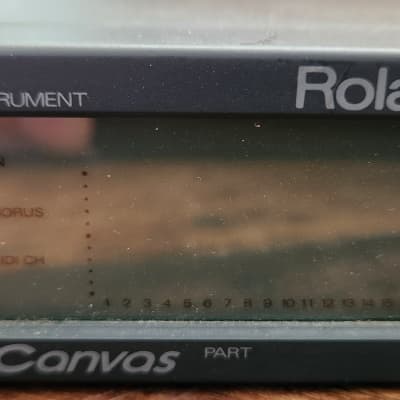 RUMENT Rola
N
ORUS
IDI CH
1 2 3 4 5 6 7 8 9 10 11 12 13 14 15
Canvas PART